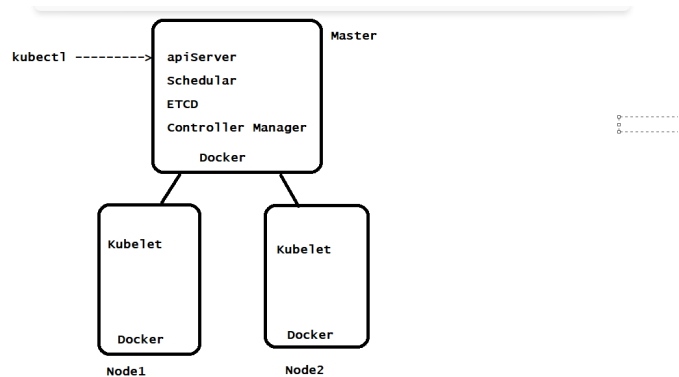 Master
kubectl --------->
apiServer
Schedular
ETCD
Controller Manager
Docker
Kubelet
Docker
Node1
Kubelet
Docker
Node2